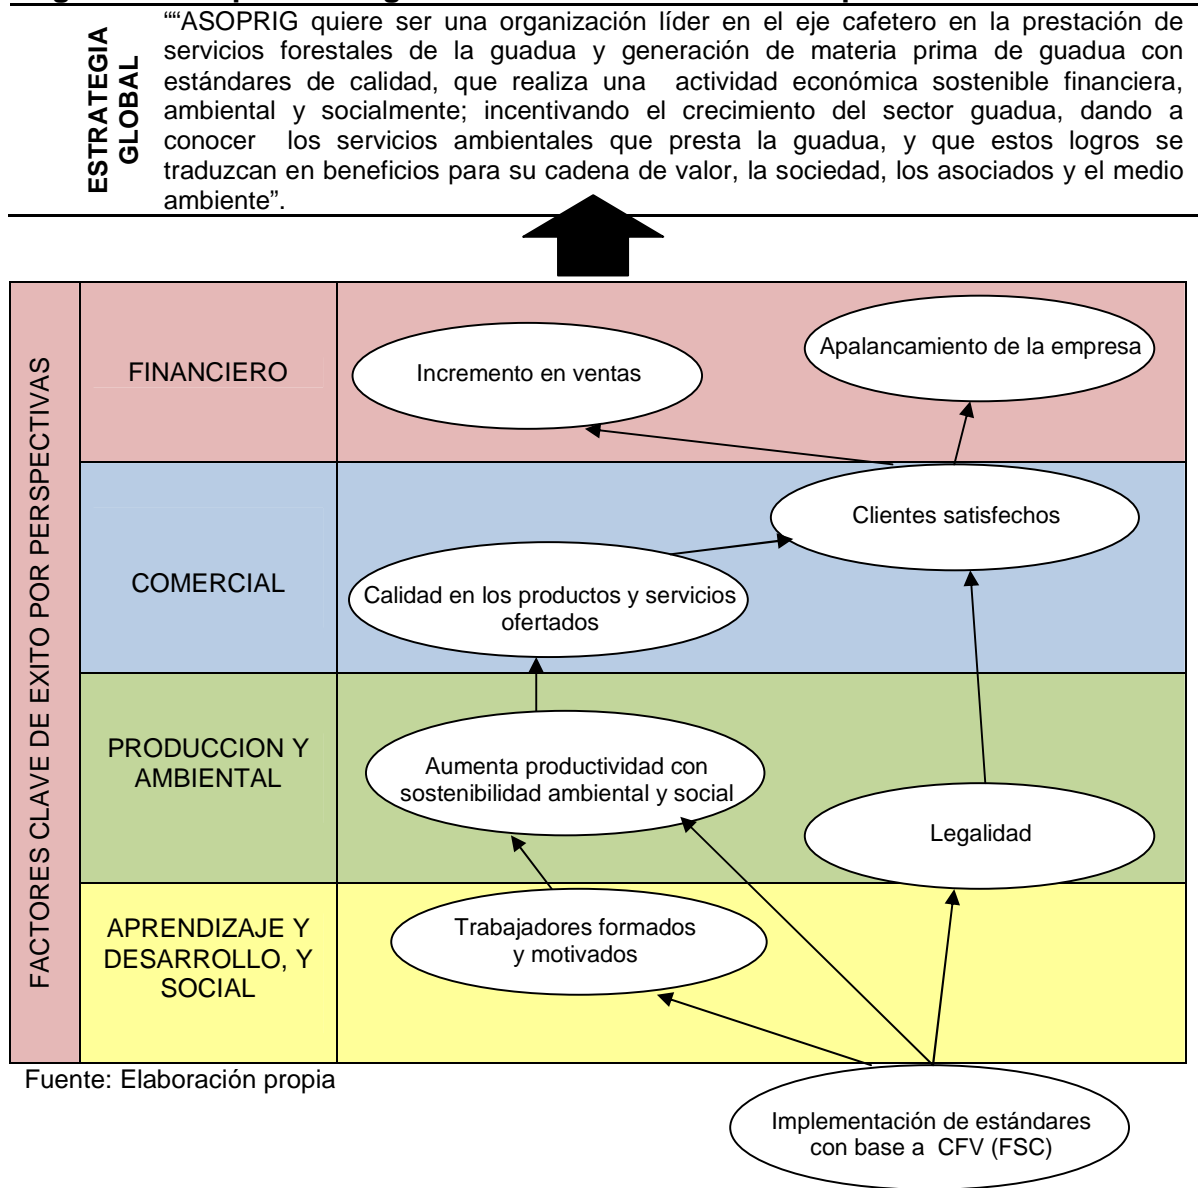 ESTRATEGIA
GLOBAL
““ASOPRIG quiere ser una organización líder en el eje cafetero en la prestación de
servicios forestales de la guadua y generación de materia prima de guadua con
estándares de calidad, que realiza una actividad económica sostenible financiera,
ambiental y socialmente; incentivando el crecimiento del sector guadua, dando a
conocer los servicios ambientales que presta la guadua, y que estos logros se
traduzcan en beneficios para su cadena de valor, la sociedad, los asociados y el medio
ambiente”.
FACTORES CLAVE DE EXITO POR PERSPECTIVAS
FINANCIERO
Incremento en ventas
Apalancamiento de la empresa
COMERCIAL
Clientes satisfechos
Calidad en los productos y servicios
ofertados
PRODUCCION Y
AMBIENTAL
Aumenta productividad con
sostenibilidad ambiental y social
Legalidad
APRENDIZAJE Y
DESARROLLO, Y
SOCIAL
Trabajadores formados
y motivados
Fuente: Elaboración propia
Implementación de estándares
con base a CFV (FSC)